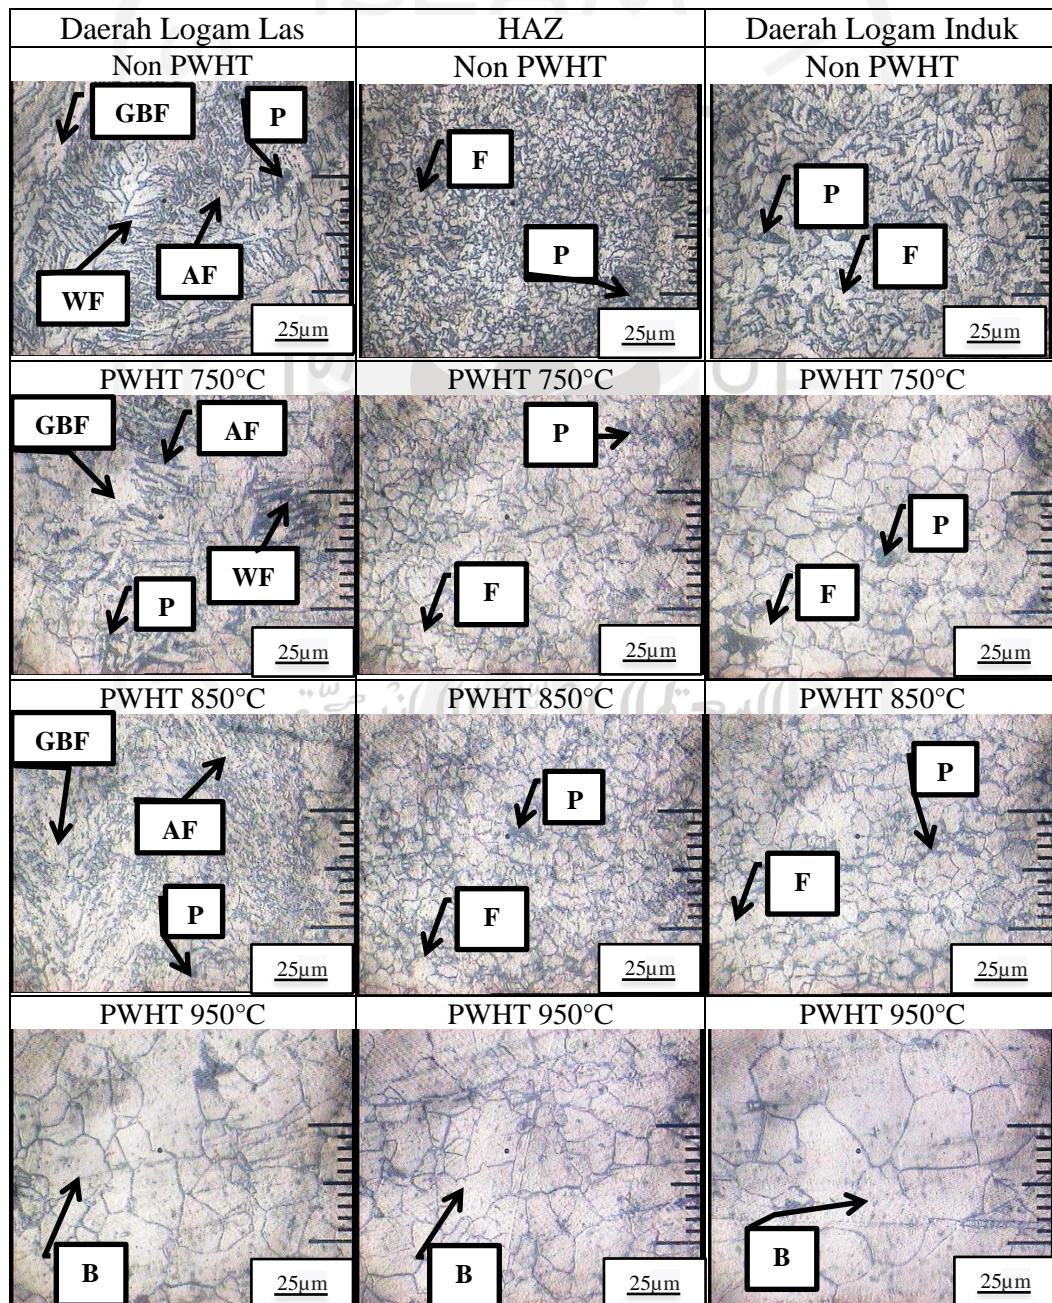 Daerah Logam Las HAZ Daerah Logam Induk
Non PWHT Non PWHT Non PWHT
GBF P F P
AF P F
WF
25µm 25µm 25µm
PWHT 750°C PWHT 750°C PWHT 750°C
GBF AF P P
WF F F
P
25µm 25µm 25µm
PWHT 850°C PWHT 850°C PWHT 850°C
GBF P P
AF F F
P
25µm 25µm 25µm
PWHT 950°C PWHT 950°C PWHT 950°C
B B B
25µm 25µm 25µm